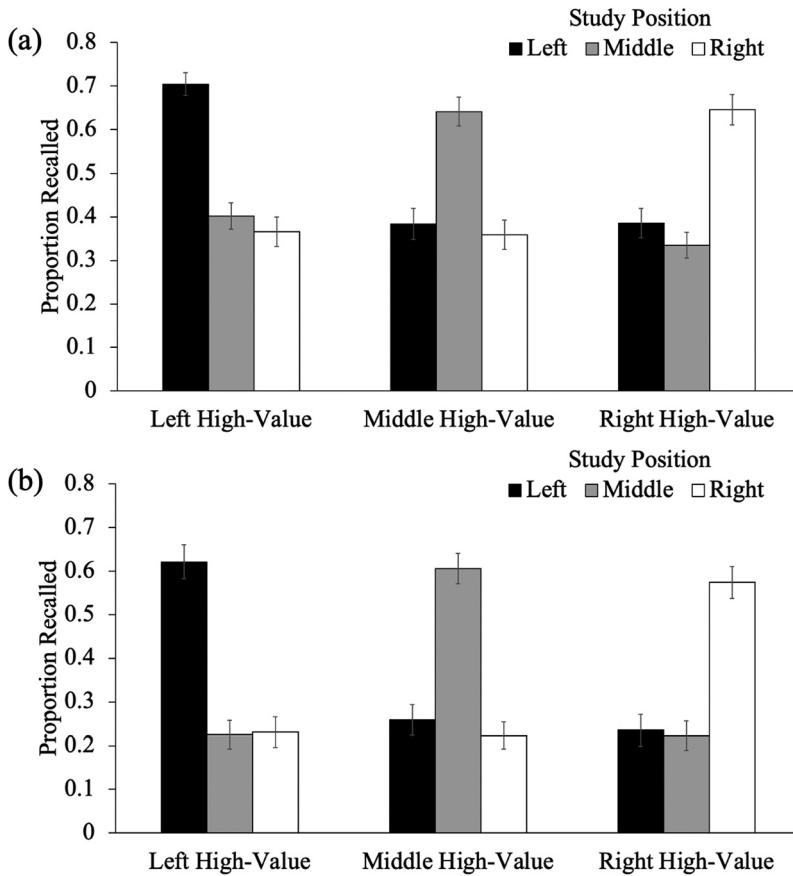 (a)
Study Position
Left Middle Right
Proportion Recalled
0.8
0.7
0.6
0.5
0.4
0.3
0.2
0.1
0
Left High-Value Middle High-Value Right High-Value
(b)
Study Position
Left Middle Right
Proportion Recalled
0.8
0.7
0.6
0.5
0.4
0.3
0.2
0.1
0
Left High-Value Middle High-Value Right High-Value